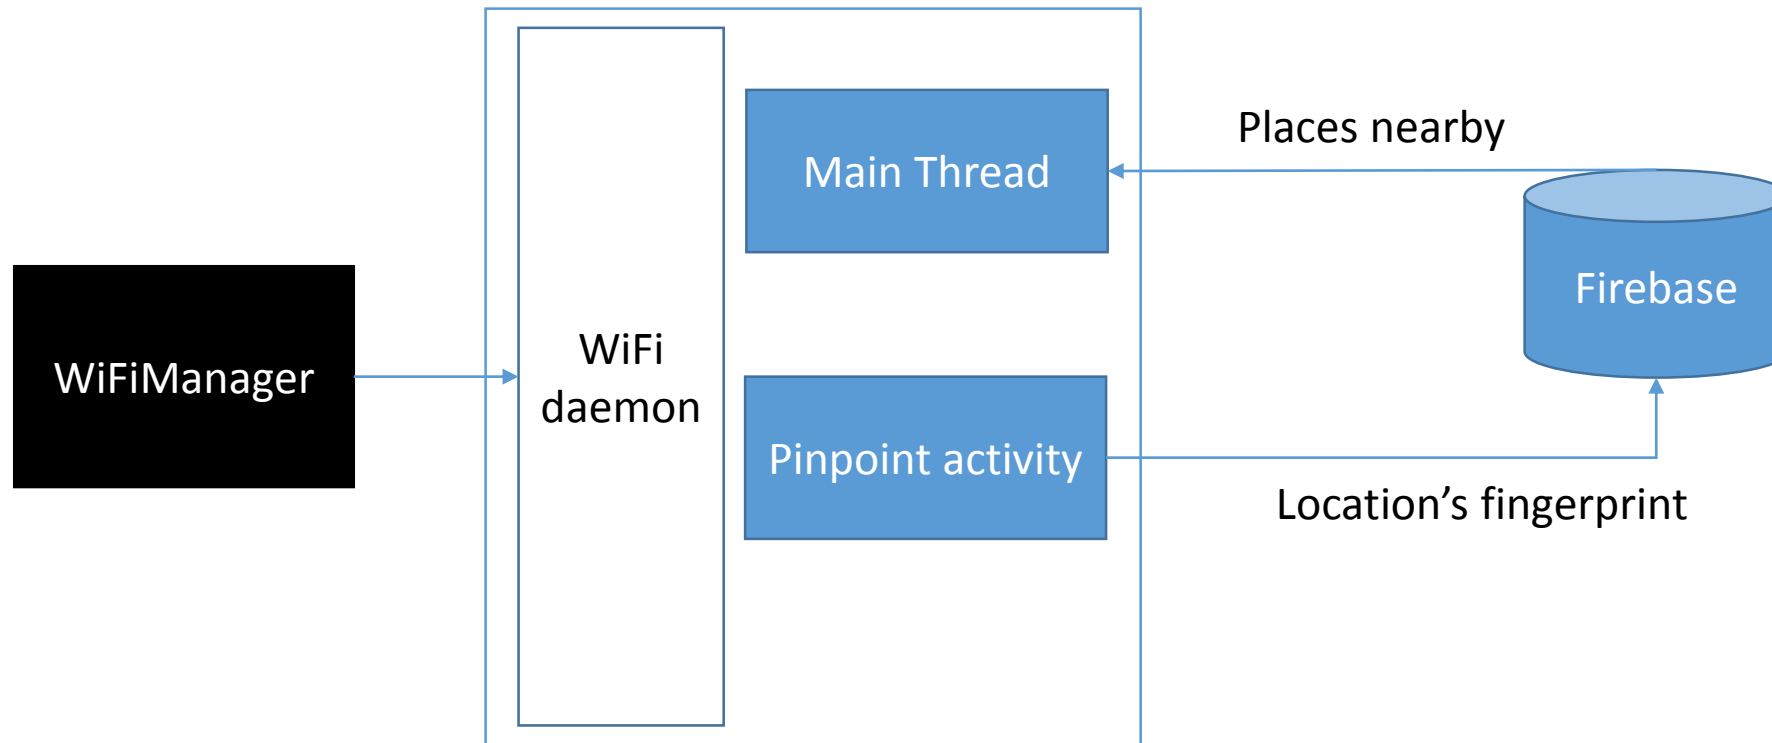 Places nearby
Main Thread
Firebase
WiFiManager
WiFi
daemon
Pinpoint activity
Location’s fingerprint